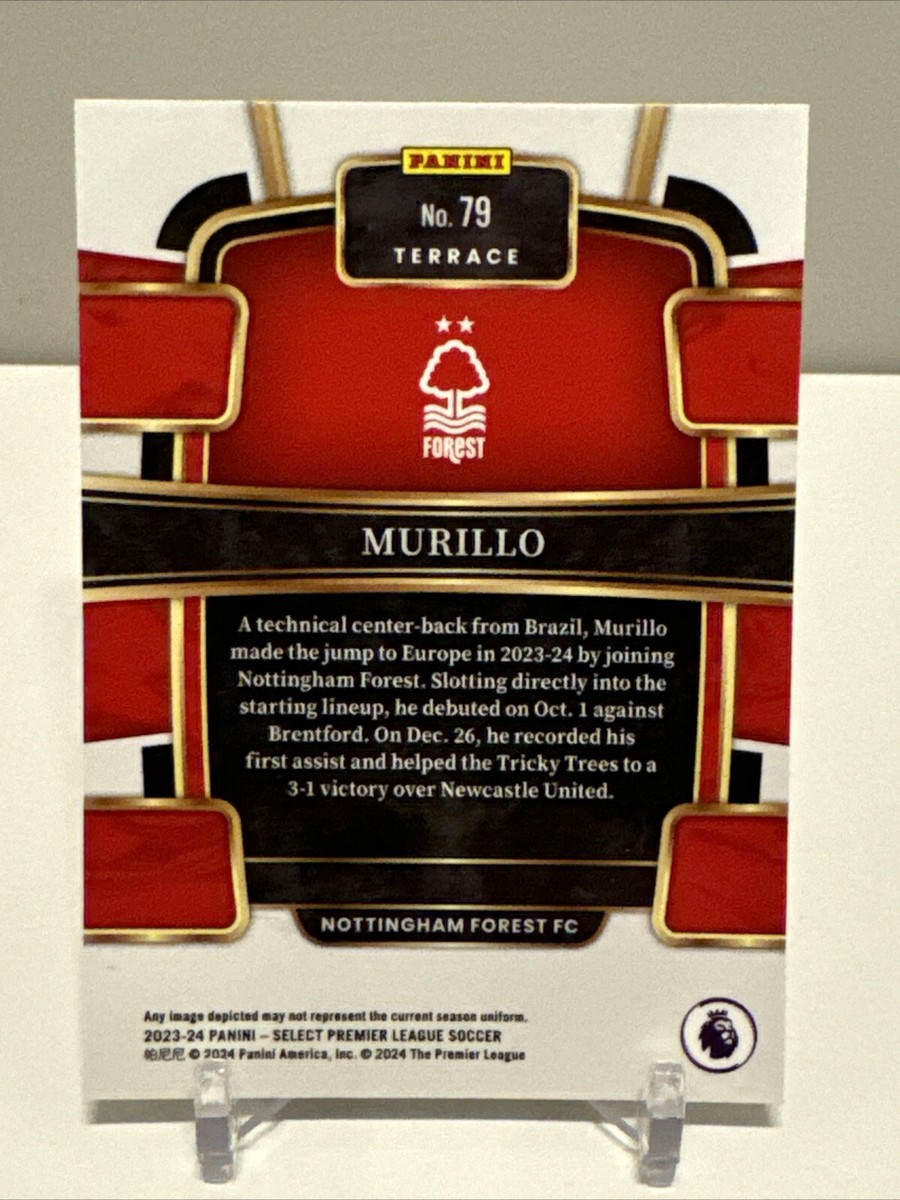 PANINI
No. 79
TERRACE
FOREST
MURILLO
A technical center-back from Brazil, Murillo
made the jump to Europe in 2023-24 by joining
Nottingham Forest. Slotting directly into the
starting lineup, he debuted on Oct. 1 against
Brentford. On Dec. 26, he recorded his
first assist and helped the Tricky Trees to a
3-1 victory over Newcastle United.
NOTTINGHAM FOREST FC
Any image depicted may not represent the current season uniform.
2023-24 PANINI – SELECT PREMIER LEAGUE SOCCER
帕尼尼 © 2024 Panini America, Inc. © 2024 The Premier League